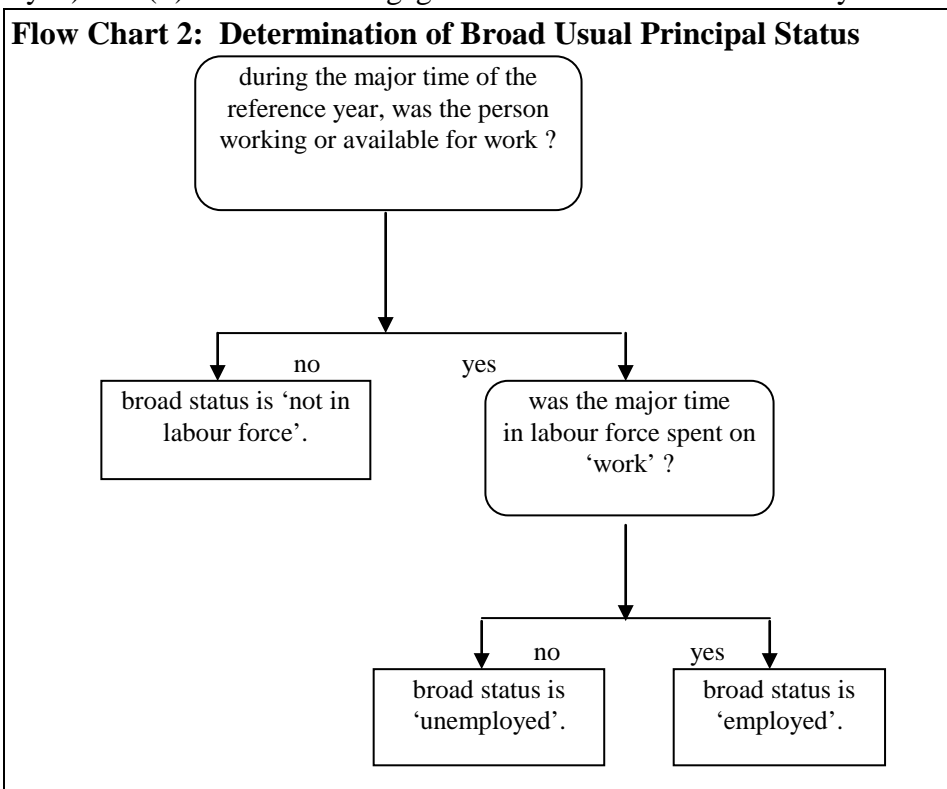 Flow Chart 2: Determination of Broad Usual Principal Status
during the major time of the
reference year, was the person
working or available for work ?
no
yes
broad status is ‘not in
labour force’.
was the major time
in labour force spent on
‘work’ ?
no
yes
broad status is
‘unemployed’.
broad status is
‘employed’.